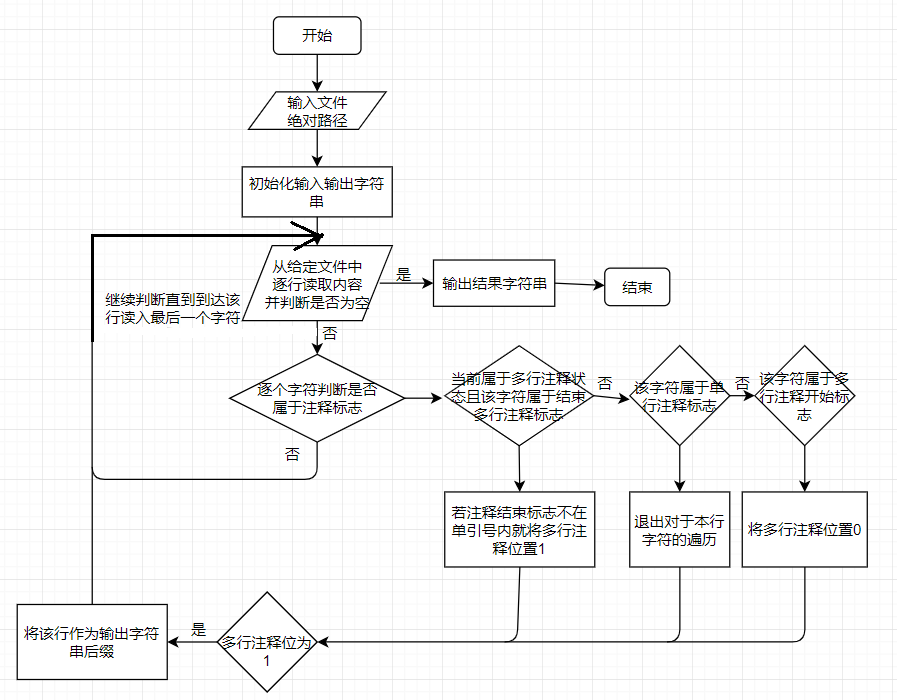 开始
输入文件
绝对路径
初始化输入输出字符
串
从给定文件中
逐行读取内容
并判断是否为空
是
输出结果字符串
结束
继续判断直到到达该
行读入最后一个字符
否
逐个字符判断是否
属于注释标志
当前属于多行注释状
态且该字符属于结束
多行注释标志
否
该字符属于单
行注释标志
否
该字符属于多
行注释开始标
志
否
若注释结束标志不在
单引号内就将多行注
释位置1
退出对于本行
字符的遍历
将多行注释位置0
将该行作为输出字符
串后缀
是
多行注释位为
1